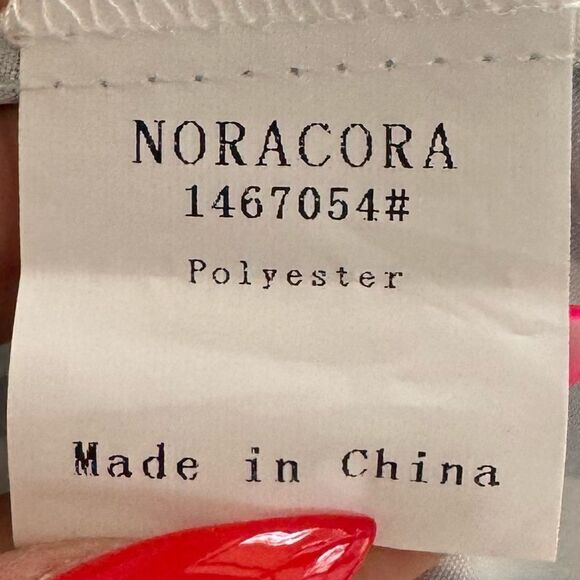 NORACORA
1467054#
Polyester
Made in China